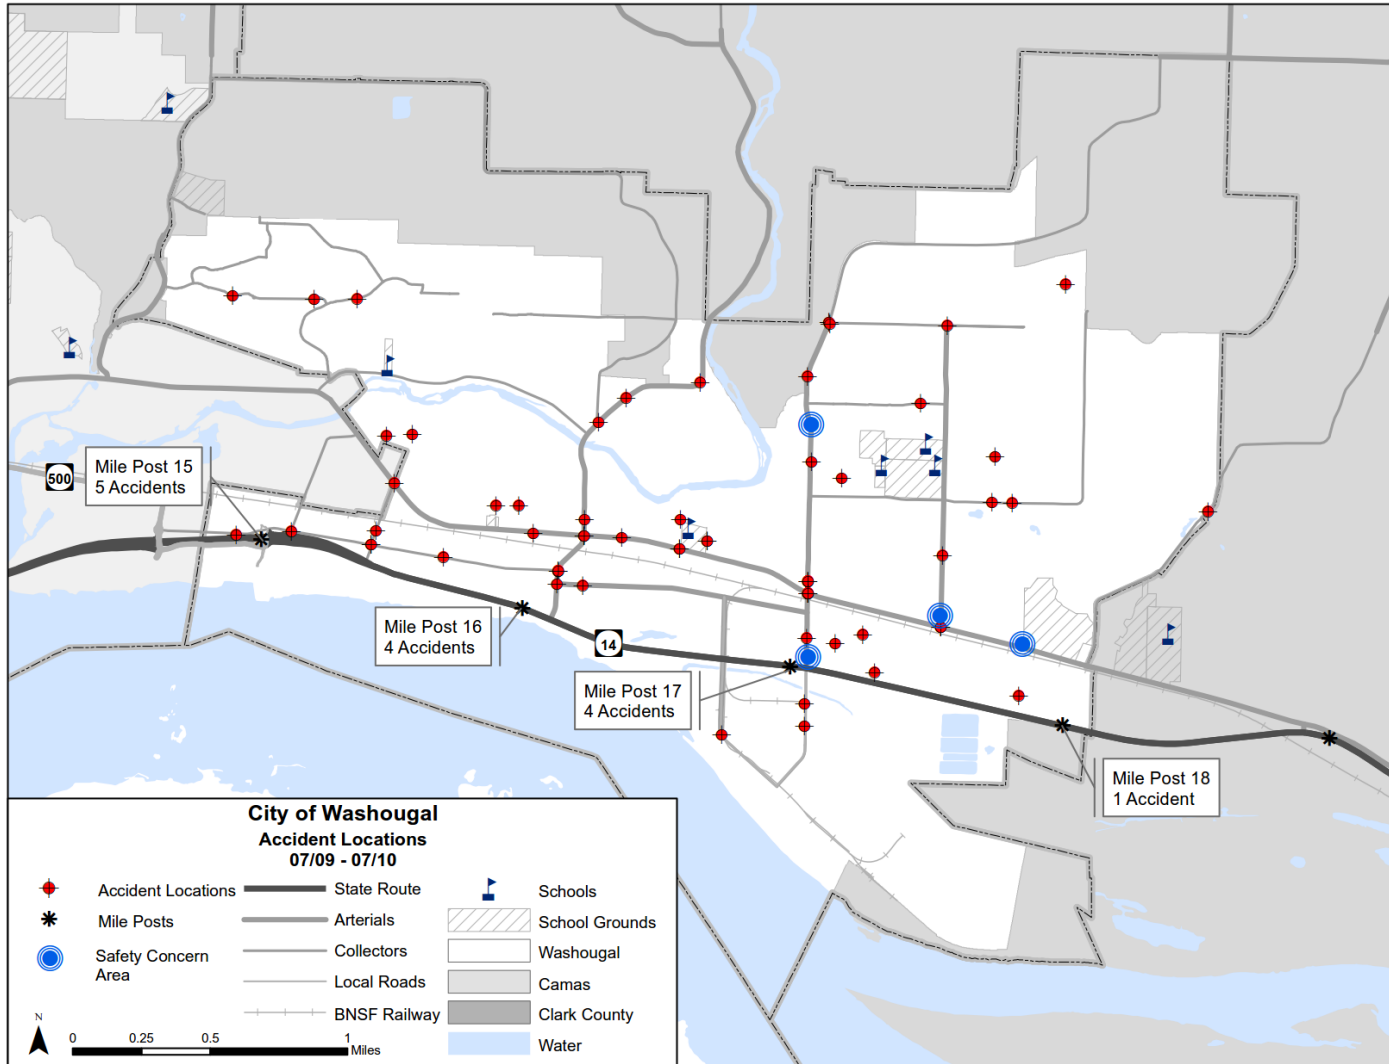 500
Mile Post 15
5 Accidents
Mile Post 16
4 Accidents
14
Mile Post 17
4 Accidents
Mile Post 18
1 Accident
City of Washougal
Accident Locations
07/09 - 07/10
Accident Locations
Mile Posts
Safety Concern
Area
State Route
Arterials
Collectors
Local Roads
BNSF Railway
Schools
School Grounds
Washougal
Camas
Clark County
Water
N
0 0.25 0.5 1
Miles